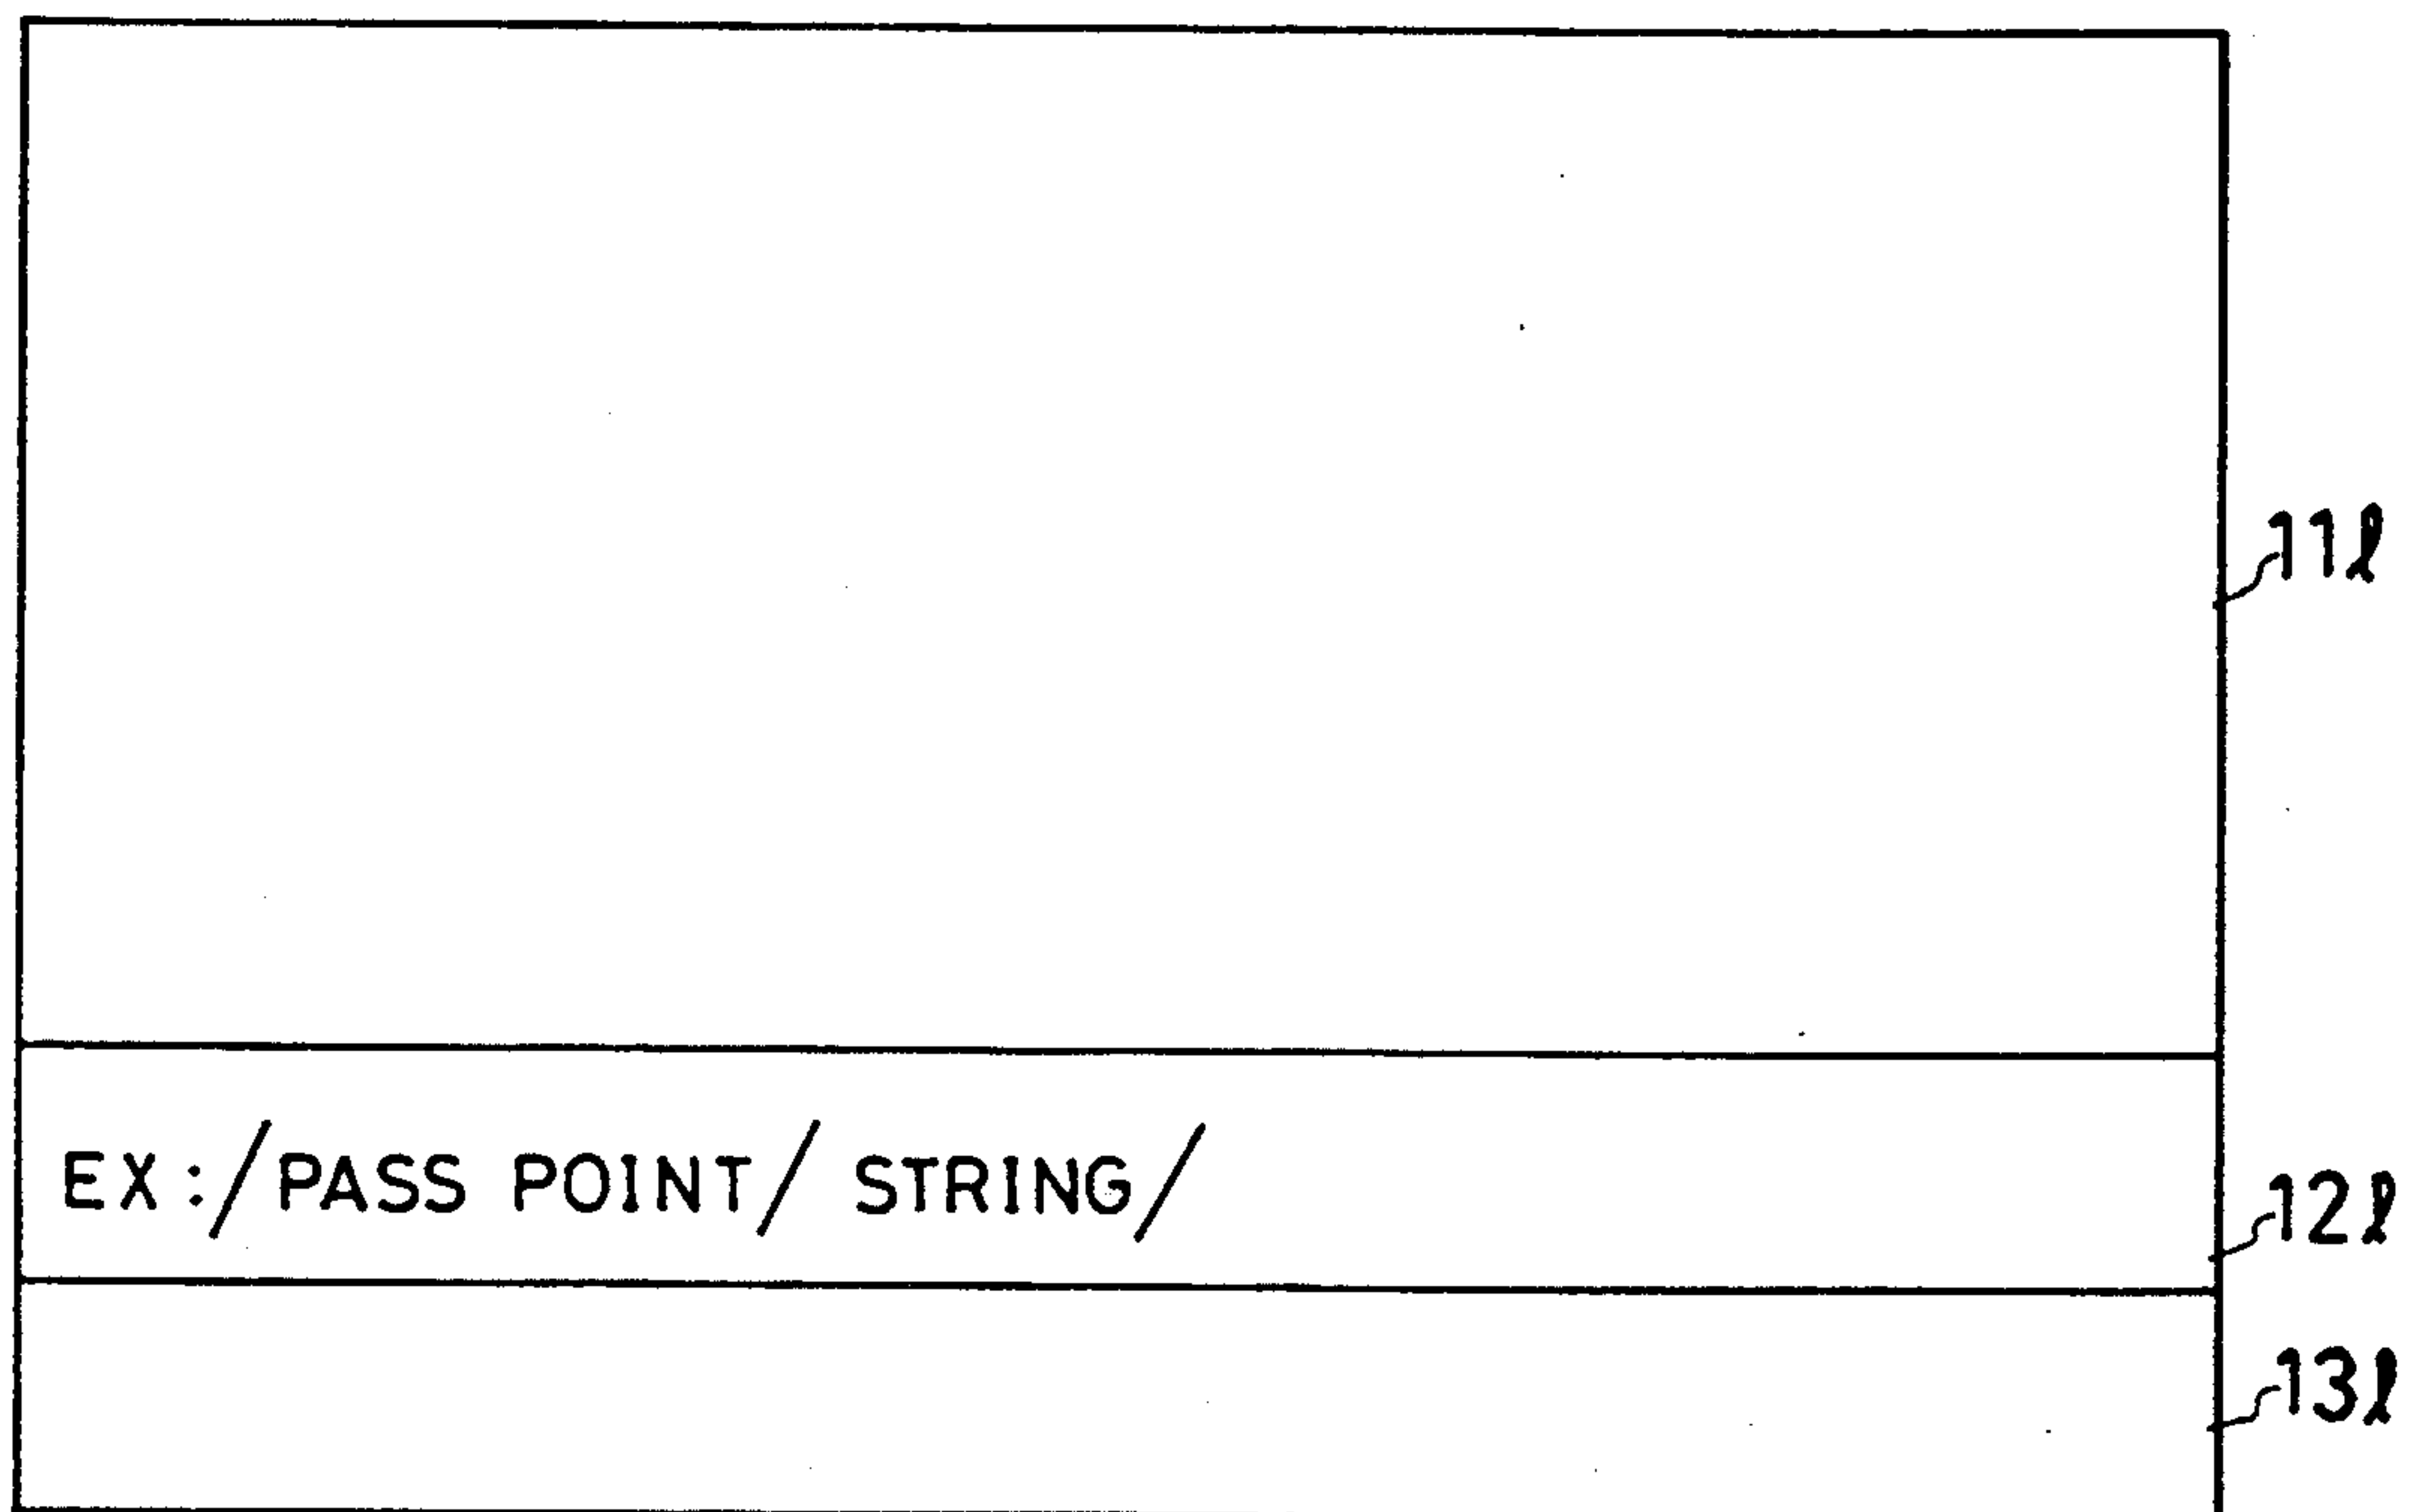 11ℓ
EX:/PASS POINT/ STRING/
12ℓ
13ℓ